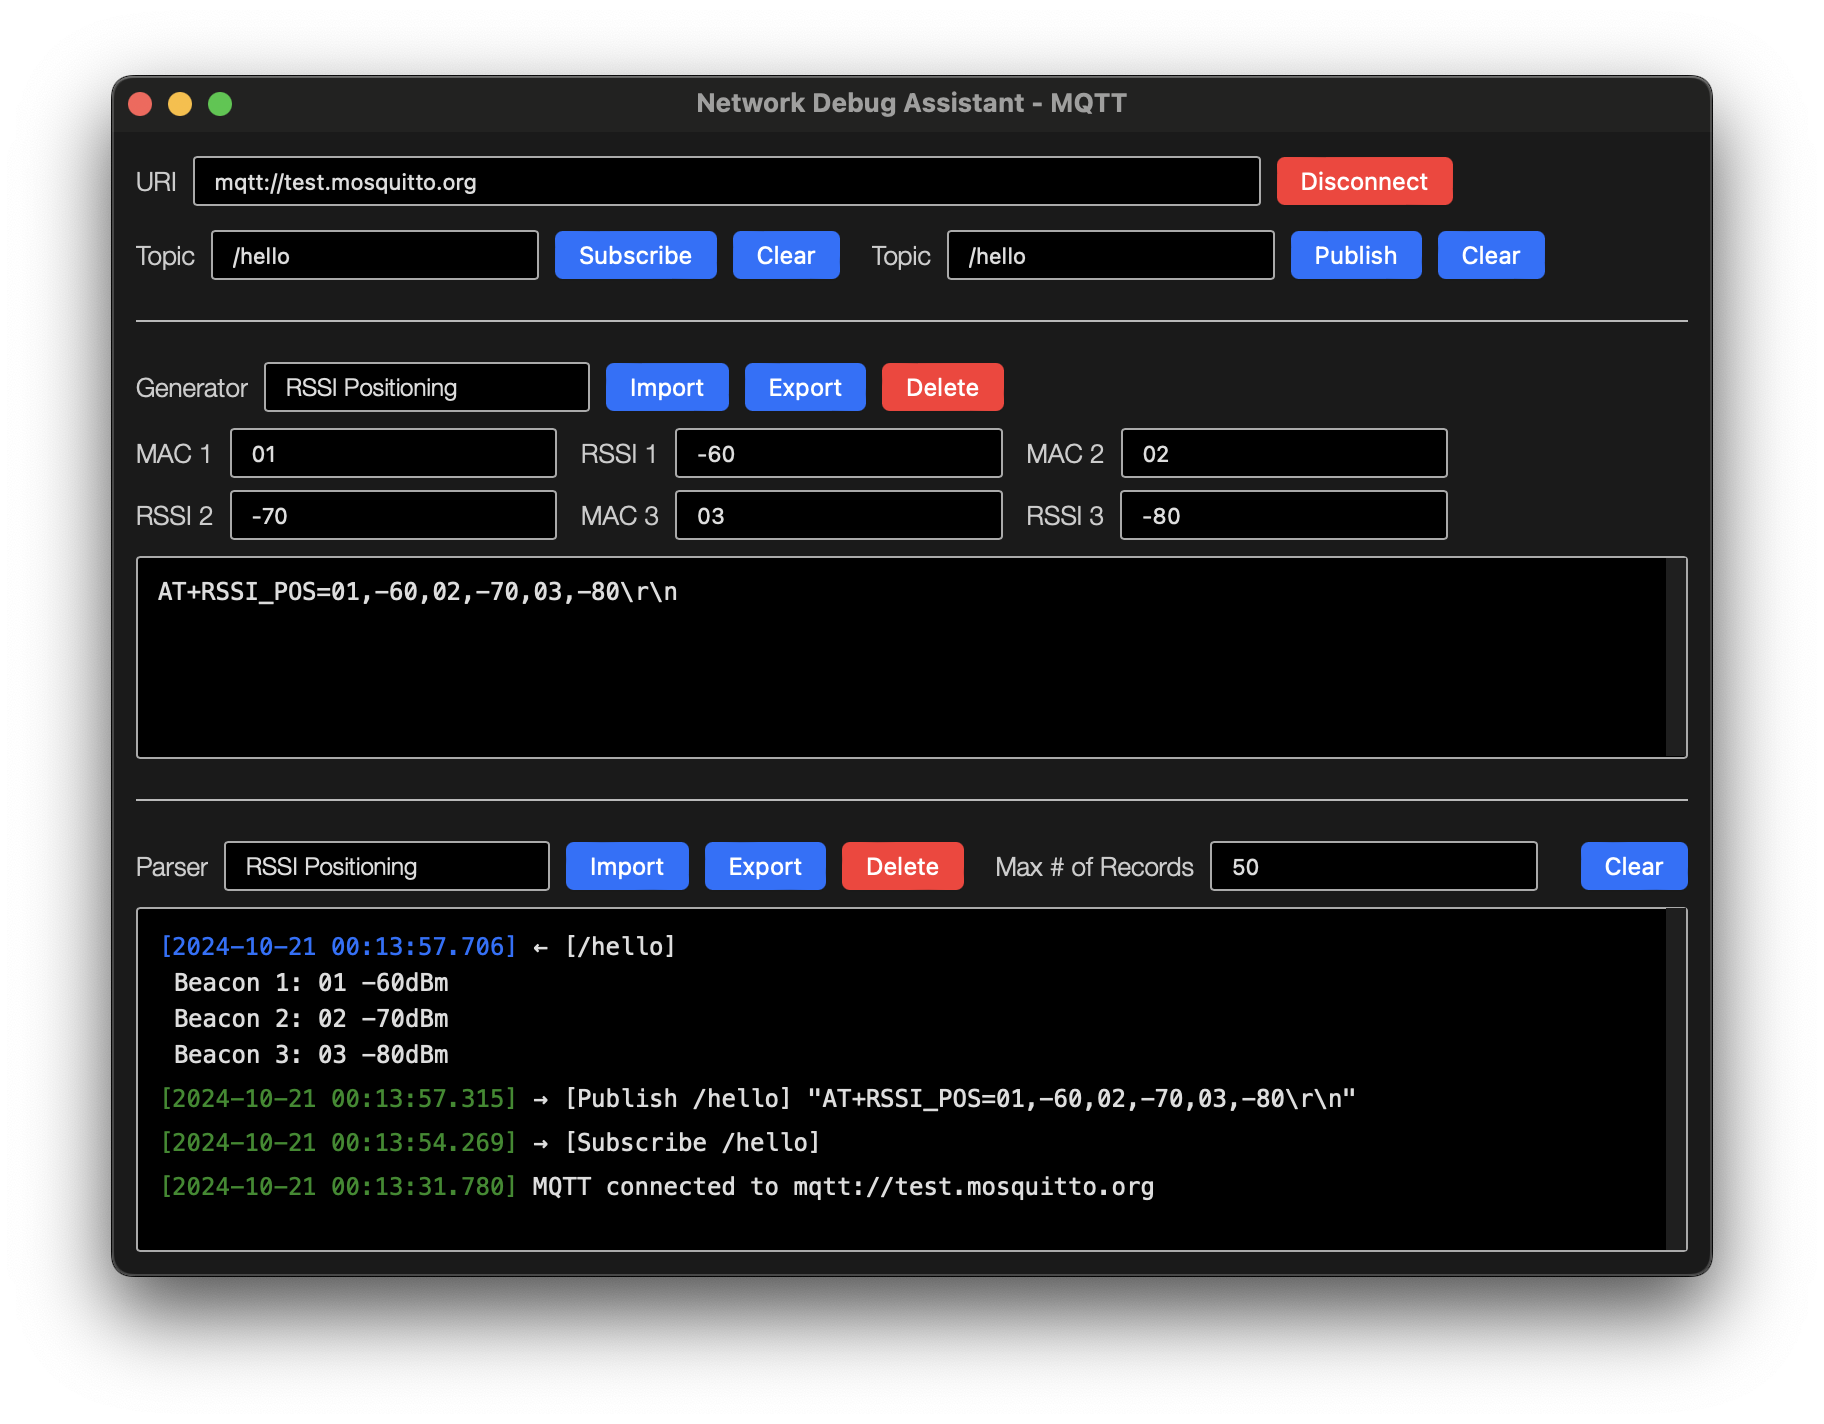 Network Debug Assistant - MQTT
URI mqtt://test.mosquitto.org Disconnect
Topic /hello Subscribe Clear Topic /hello Publish Clear
Generator RSSI Positioning Import Export Delete
MAC 1 01 RSSI 1 -60 MAC 2 02
RSSI 2 -70 MAC 3 03 RSSI 3 -80
AT+RSSI_POS=01,-60,02,-70,03,-80\r\n
Parser RSSI Positioning Import Export Delete Max # of Records 50 Clear
[2024-10-21 00:13:57.706] ← [/hello]
Beacon 1: 01 -60dBm
Beacon 2: 02 -70dBm
Beacon 3: 03 -80dBm
[2024-10-21 00:13:57.315] → [Publish /hello] "AT+RSSI_POS=01,-60,02,-70,03,-80\r\n"
[2024-10-21 00:13:54.269] → [Subscribe /hello]
[2024-10-21 00:13:31.780] MQTT connected to mqtt://test.mosquitto.org